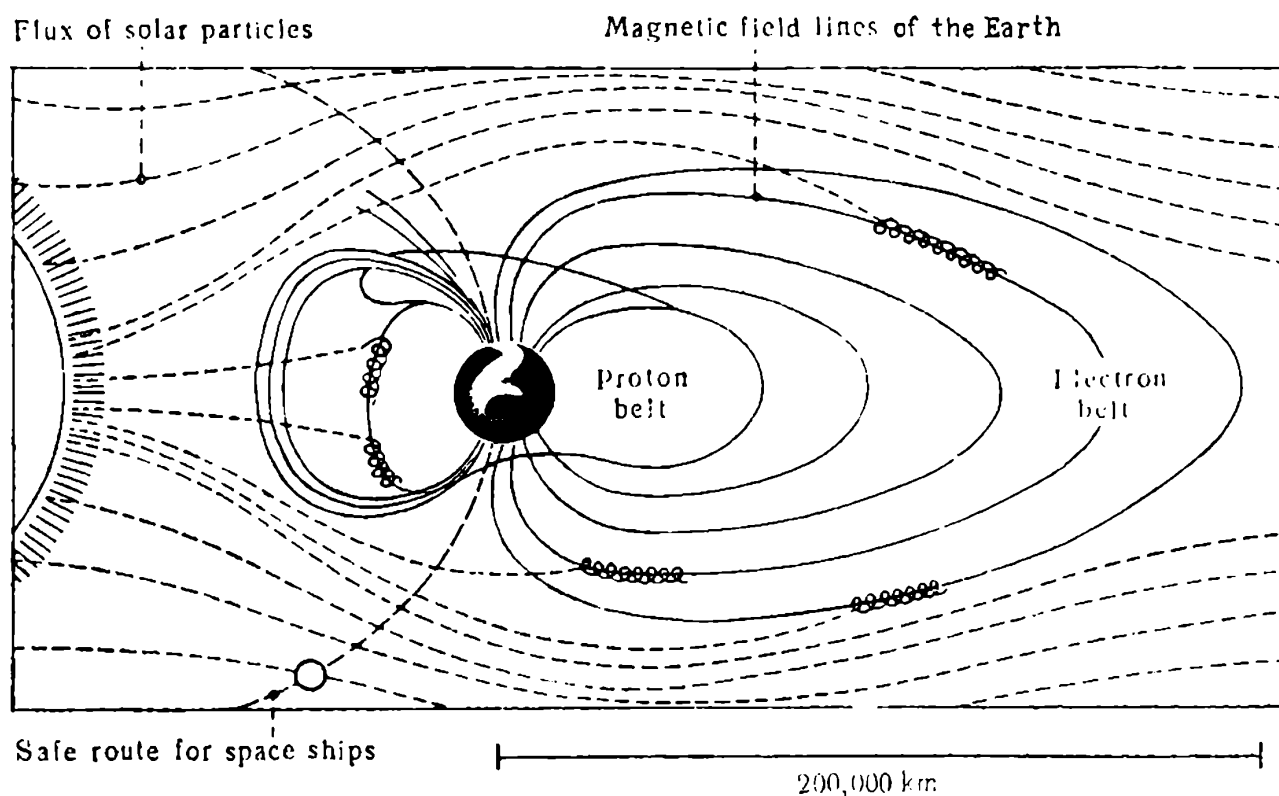 Flux of solar particles
Magnetic field lines of the Earth
Proton
belt
Electron
belt
Safe route for space ships
200,000 km